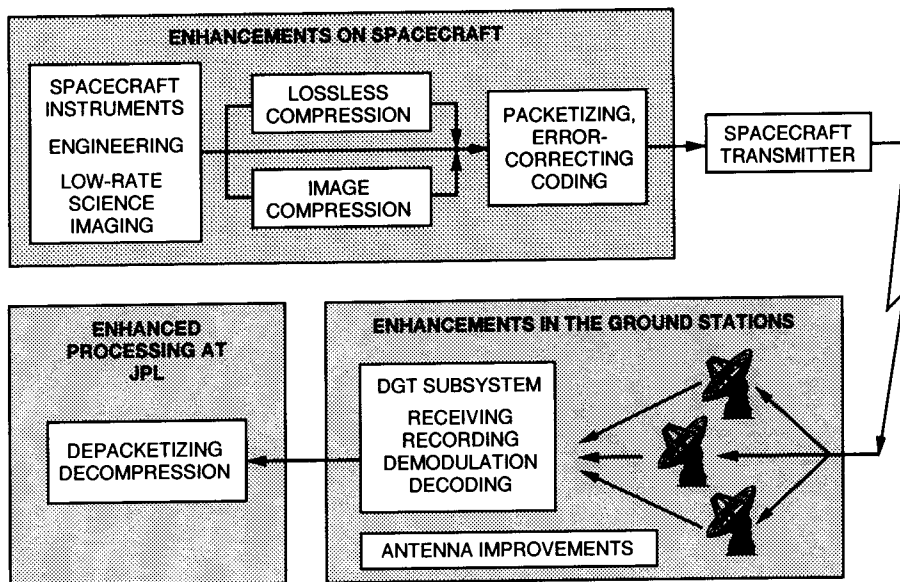 ENHANCEMENTS ON SPACECRAFT
SPACECRAFT
INSTRUMENTS
ENGINEERING
LOW-RATE
SCIENCE
IMAGING
LOSSLESS
COMPRESSION
IMAGE
COMPRESSION
PACKETIZING,
ERROR-
CORRECTING
CODING
SPACECRAFT
TRANSMITTER
ENHANCED
PROCESSING AT
JPL
DEPACKETIZING
DECOMPRESSION
ENHANCEMENTS IN THE GROUND STATIONS
DGT SUBSYSTEM
RECEIVING
RECORDING
DEMODULATION
DECODING
ANTENNA IMPROVEMENTS